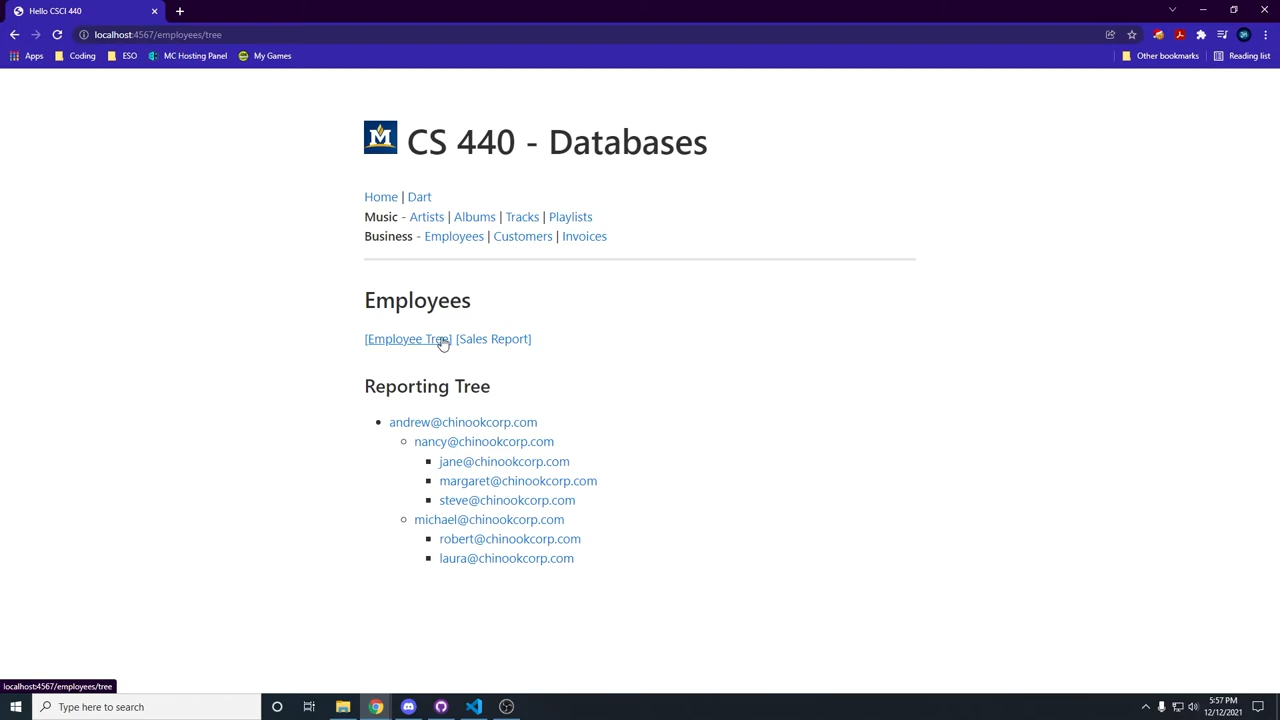 Hello CSCI 440
localhost:4567/employees/tree
Apps Coding ESO MC Hosting Panel My Games Other bookmarks Reading list
M CS 440 - Databases
Home | Dart
Music - Artists | Albums | Tracks | Playlists
Business - Employees | Customers | Invoices
Employees
[Employee Tree] [Sales Report]
Reporting Tree
andrew@chinookcorp.com
nancy@chinookcorp.com
jane@chinookcorp.com
margaret@chinookcorp.com
steve@chinookcorp.com
michael@chinookcorp.com
robert@chinookcorp.com
laura@chinookcorp.com
localhost:4567/employees/tree
Type here to search
5:57 PM
12/12/2021